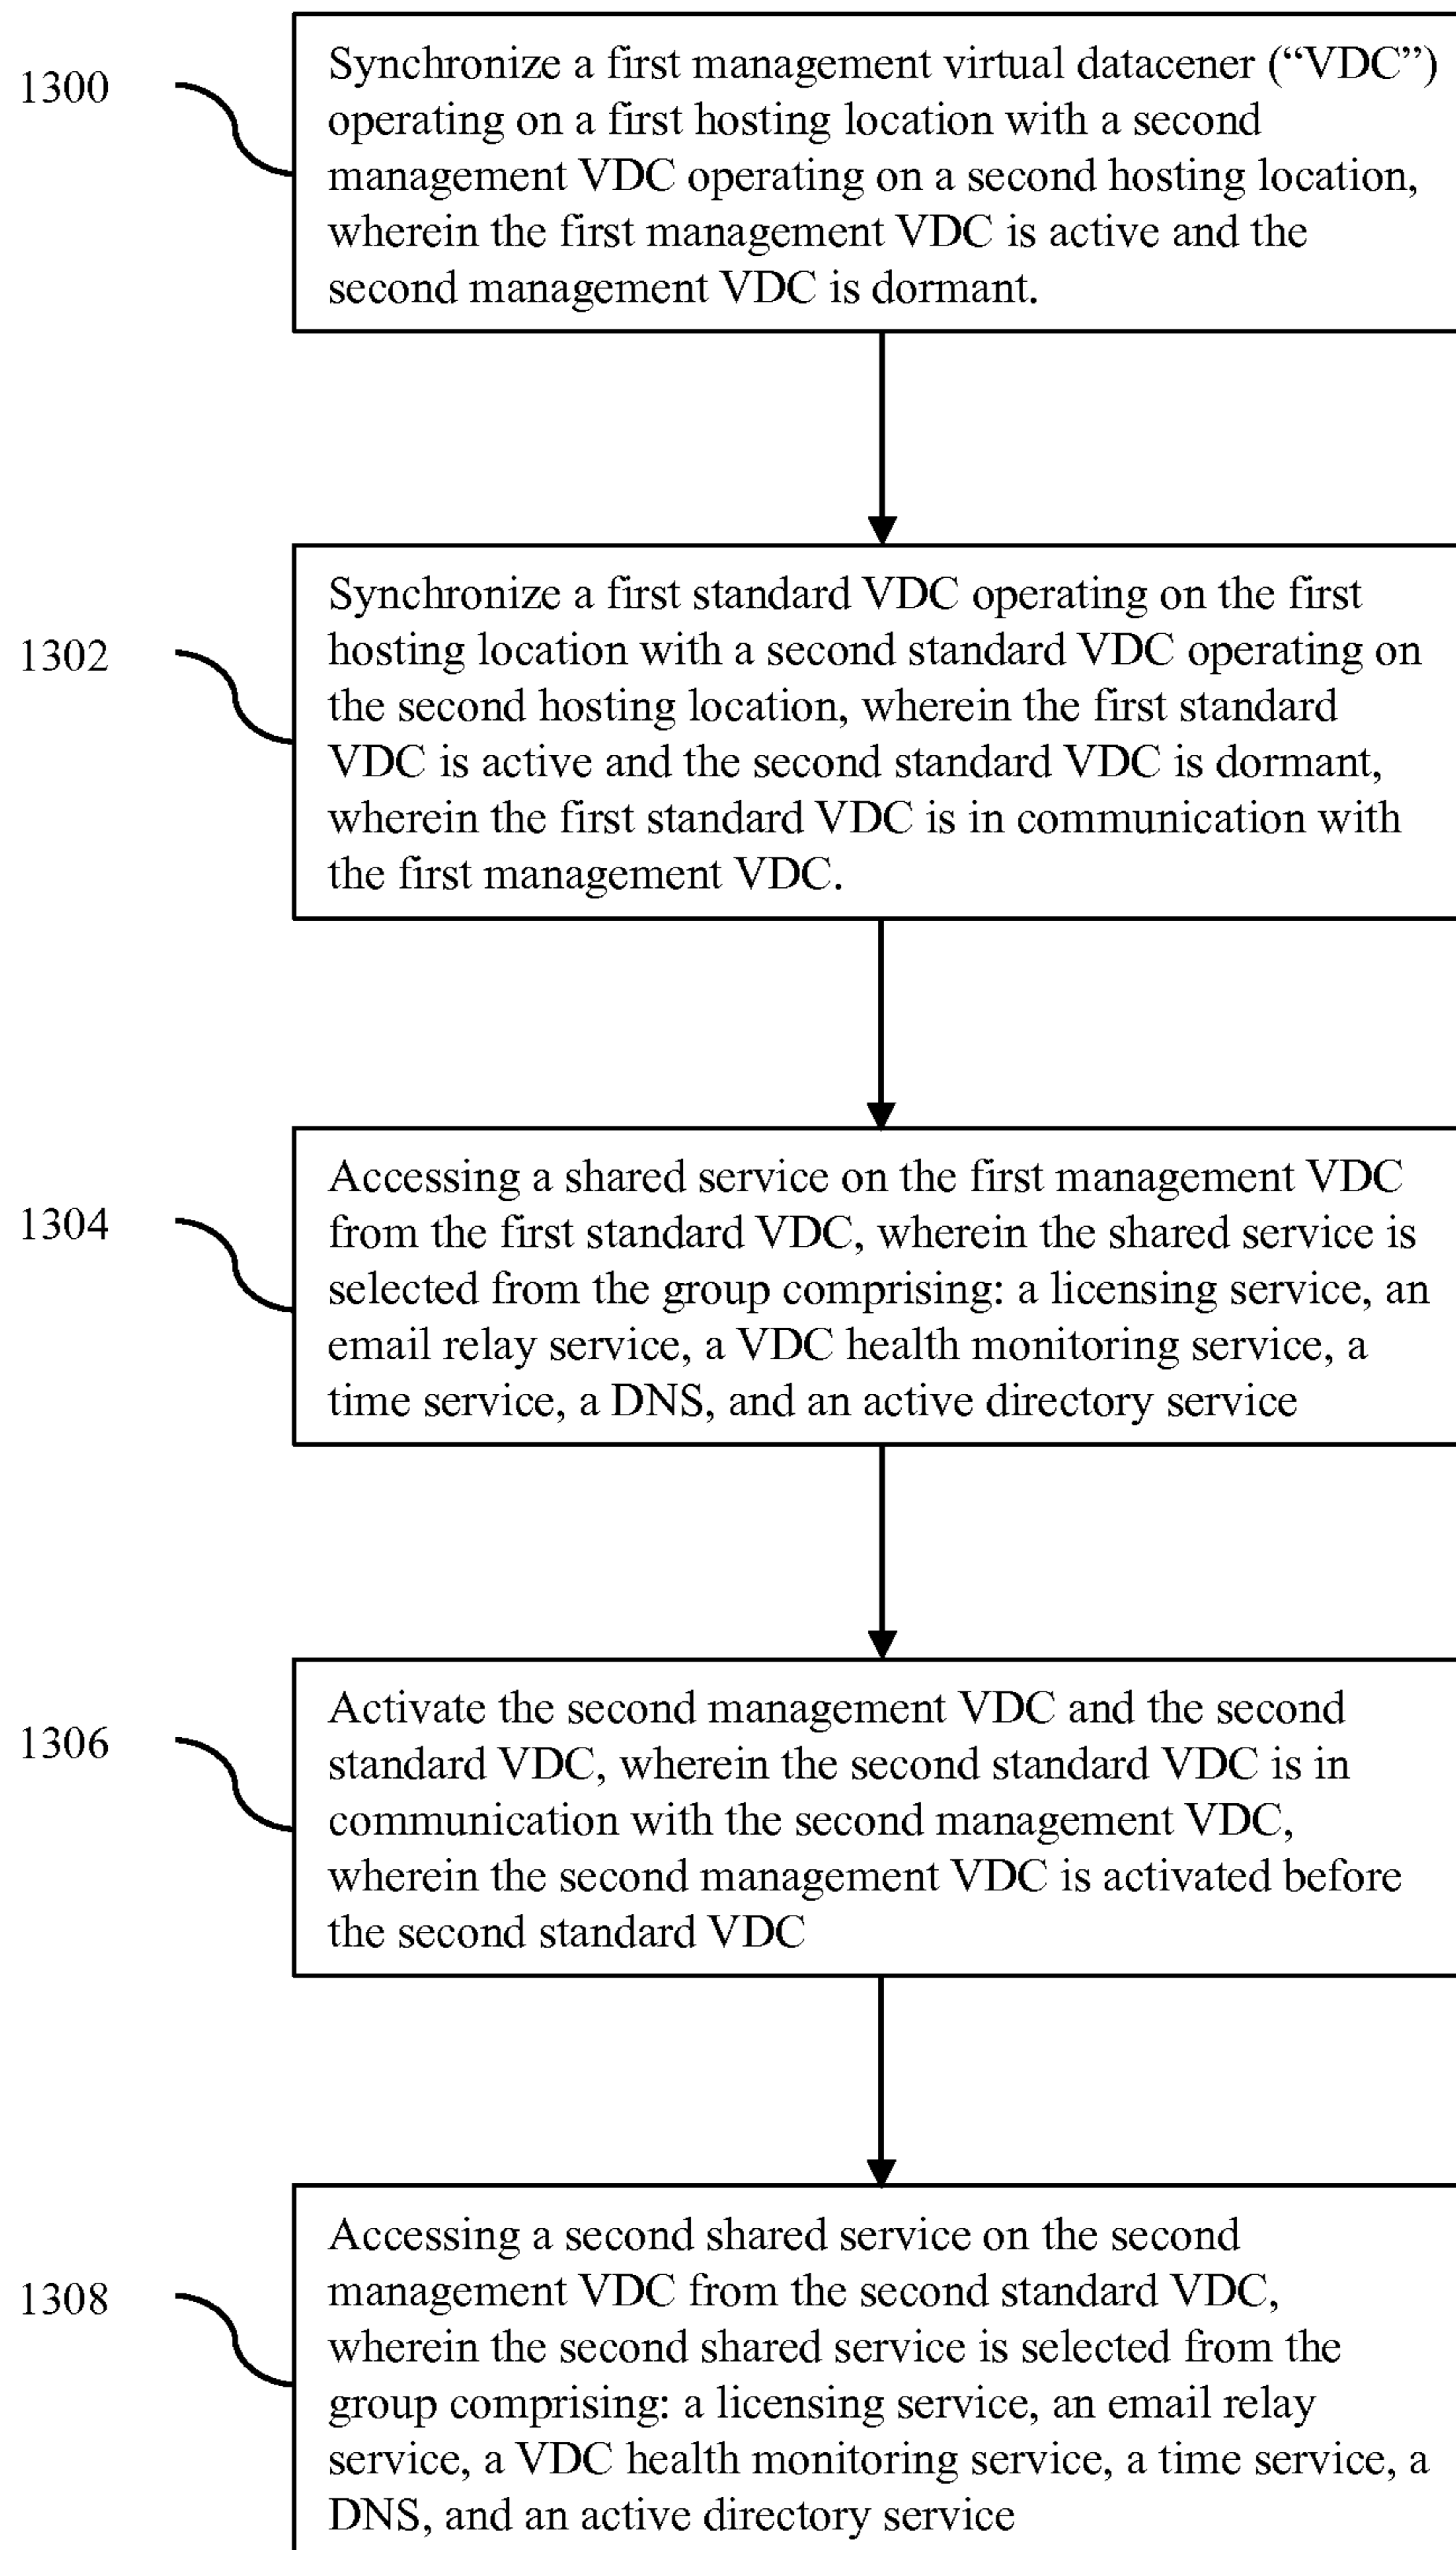 1300
Synchronize a first management virtual datacener (“VDC”)
operating on a first hosting location with a second
management VDC operating on a second hosting location,
wherein the first management VDC is active and the
second management VDC is dormant.
1302
Synchronize a first standard VDC operating on the first
hosting location with a second standard VDC operating on
the second hosting location, wherein the first standard
VDC is active and the second standard VDC is dormant,
wherein the first standard VDC is in communication with
the first management VDC.
1304
Accessing a shared service on the first management VDC
from the first standard VDC, wherein the shared service is
selected from the group comprising: a licensing service, an
email relay service, a VDC health monitoring service, a
time service, a DNS, and an active directory service
1306
Activate the second management VDC and the second
standard VDC, wherein the second standard VDC is in
communication with the second management VDC,
wherein the second management VDC is activated before
the second standard VDC
1308
Accessing a second shared service on the second
management VDC from the second standard VDC,
wherein the second shared service is selected from the
group comprising: a licensing service, an email relay
service, a VDC health monitoring service, a time service, a
DNS, and an active directory service